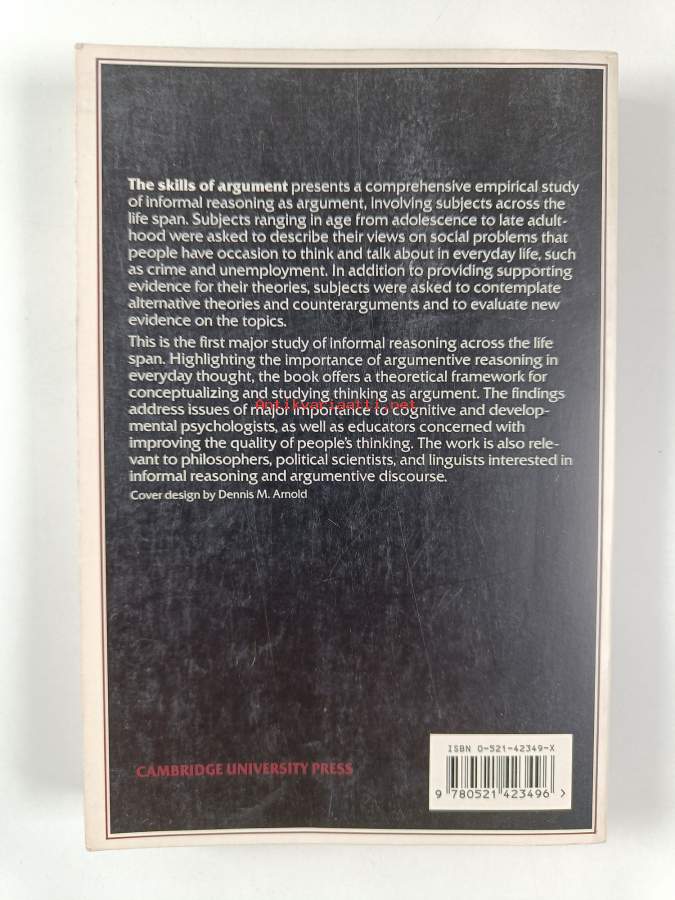 The skills of argument presents a comprehensive empirical study
of informal reasoning as argument, involving subjects across the
life span. Subjects ranging in age from adolescence to late adult-
hood were asked to describe their views on social problems that
people have occasion to think and talk about in everyday life, such
as crime and unemployment. In addition to providing supporting
evidence for their theories, subjects were asked to contemplate
alternative theories and counterarguments and to evaluate new
evidence on the topics.
This is the first major study of informal reasoning across the life
span. Highlighting the importance of argumentive reasoning in
everyday thought, the book offers a theoretical framework for
conceptualizing and studying thinking as argument. The findings
address issues of major importance to cognitive and develop-
Antikvariaatti.net
mental psychologists, as well as educators concerned with
improving the quality of people's thinking. The work is also rele-
vant to philosophers, political scientists, and linguists interested in
informal reasoning and argumentive discourse.
Cover design by Dennis M. Arnold
CAMBRIDGE UNIVERSITY PRESS
ISBN 0-521-42349-X
9 780521 423496 >